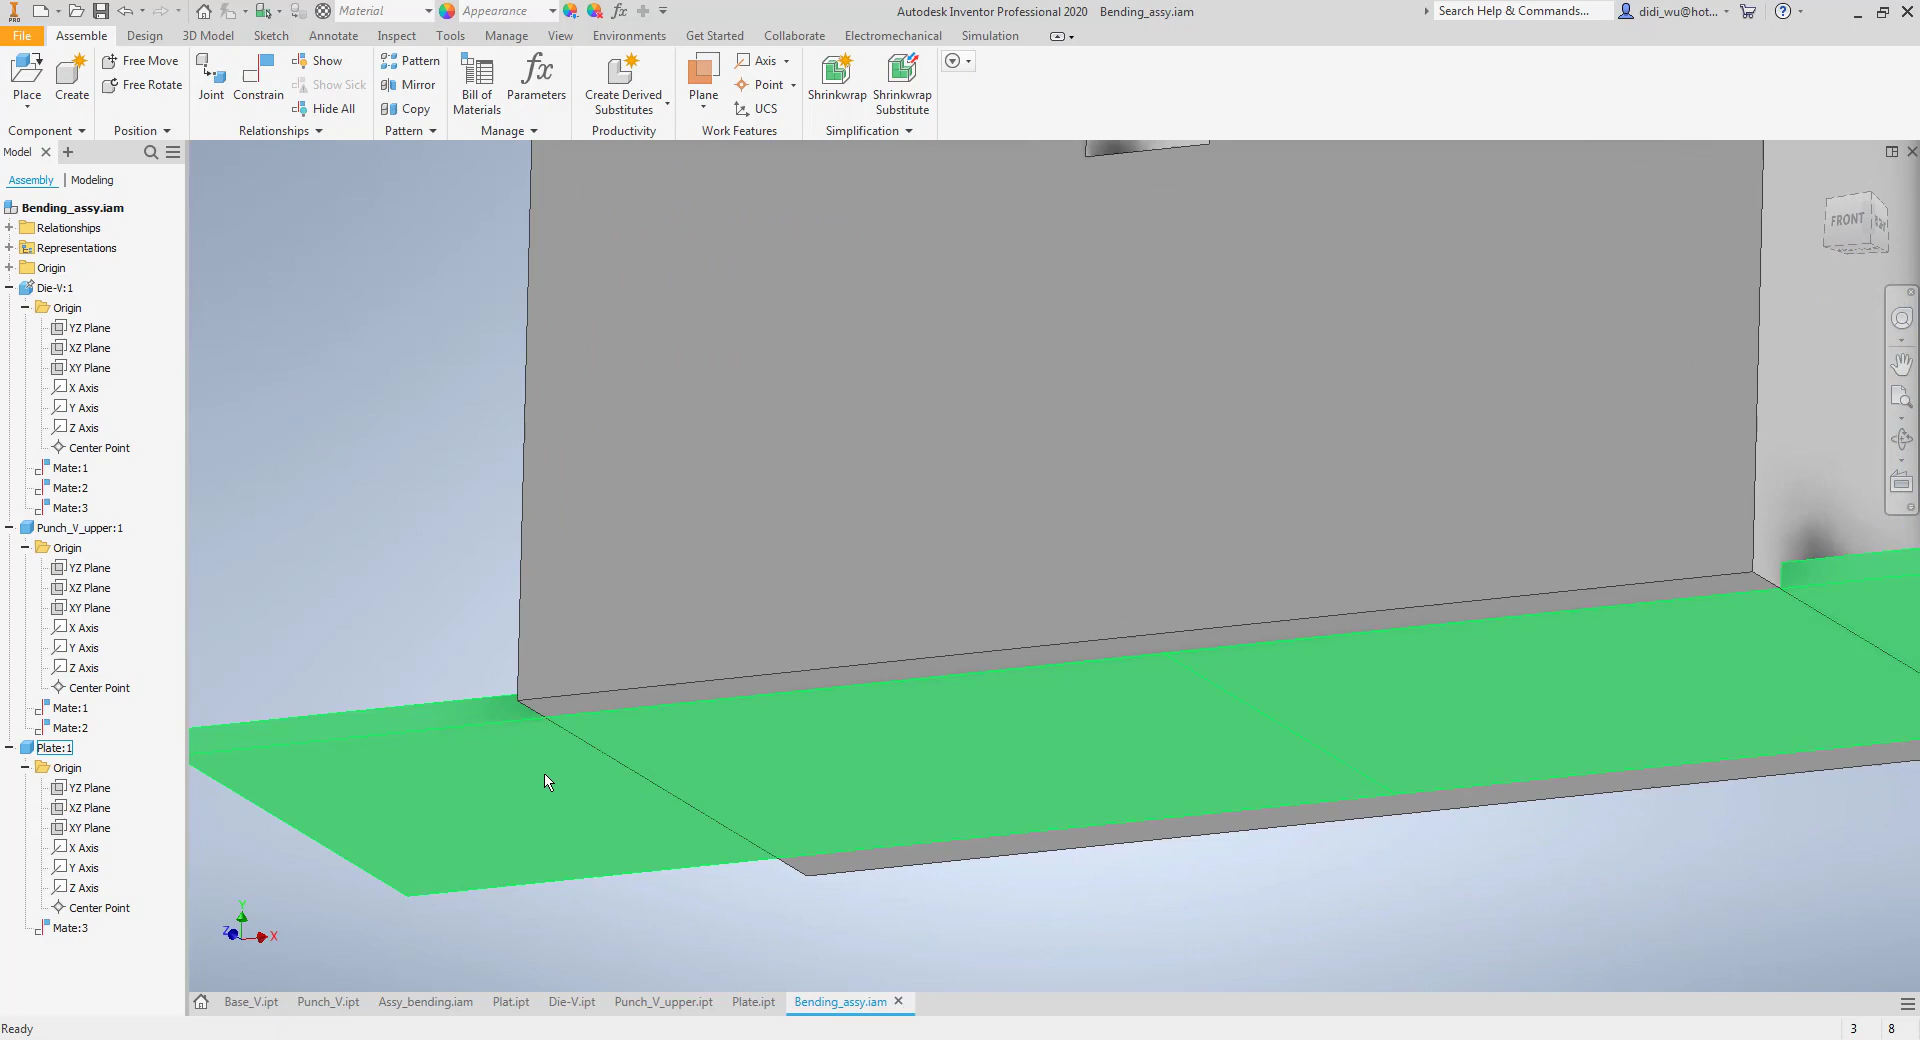 Material
Appearance
fx
Autodesk Inventor Professional 2020 Bending_assy.iam
Search Help & Commands...
didi_wu@hot...
File
Assemble
Design
3D Model
Sketch
Annotate
Inspect
Tools
Manage
View
Environments
Get Started
Collaborate
Electromechanical
Simulation
Place
Create
Free Move
Free Rotate
Joint
Constrain
Show
Show Sick
Hide All
Pattern
Mirror
Copy
Bill of
Materials
fx
Parameters
Create Derived
Substitutes
Plane
Axis
Point
UCS
Shrinkwrap
Shrinkwrap
Substitute
Component
Position
Relationships
Pattern
Manage
Productivity
Work Features
Simplification
Model
Assembly
Modeling
Bending_assy.iam
Relationships
Representations
Origin
Die-V:1
Origin
YZ Plane
XZ Plane
XY Plane
X Axis
Y Axis
Z Axis
Center Point
Mate:1
Mate:2
Mate:3
Punch_V_upper:1
Origin
YZ Plane
XZ Plane
XY Plane
X Axis
Y Axis
Z Axis
Center Point
Mate:1
Mate:2
Plate:1
Origin
YZ Plane
XZ Plane
XY Plane
X Axis
Y Axis
Z Axis
Center Point
Mate:3
FRONT
Y
Z
X
Base_V.ipt
Punch_V.ipt
Assy_bending.iam
Plat.ipt
Die-V.ipt
Punch_V_upper.ipt
Plate.ipt
Bending_assy.iam
Ready
3
8